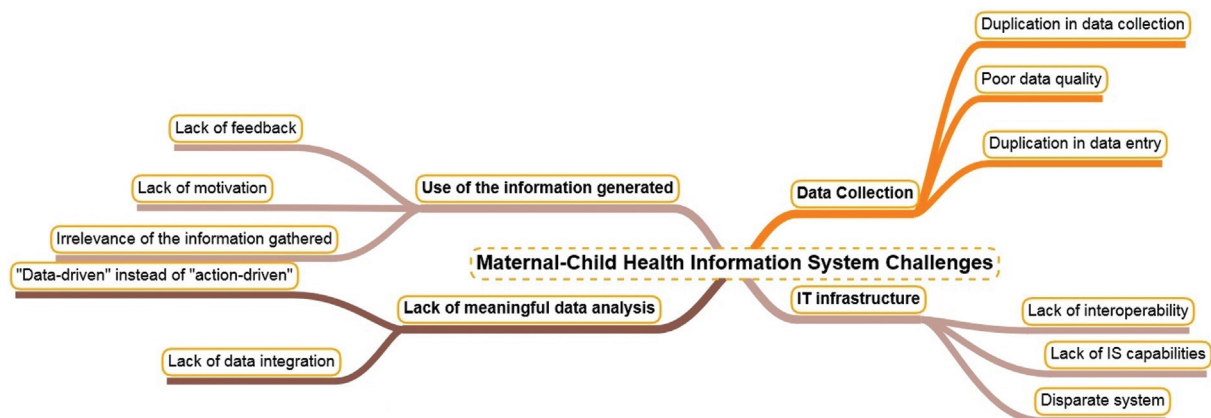 Duplication in data collection
Poor data quality
Duplication in data entry
Data Collection
Lack of feedback
Lack of motivation
Irrelevance of the information gathered
Use of the information generated
Maternal-Child Health Information System Challenges
"Data-driven" instead of "action-driven"
Lack of data integration
Lack of meaningful data analysis
IT infrastructure
Lack of interoperability
Lack of IS capabilities
Disparate system